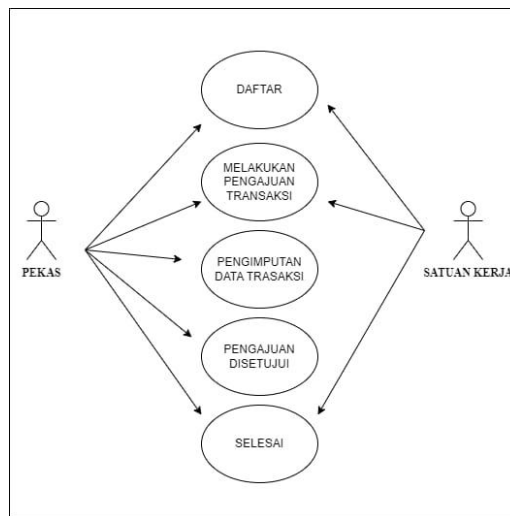 DAFTAR
MELAKUKAN
PENGAJUAN
TRANSAKSI
PEKAS
SATUAN KERJA
PENGIMPUTAN
DATA TRASAKSI
PENGAJUAN
DISETUJUI
SELESAI